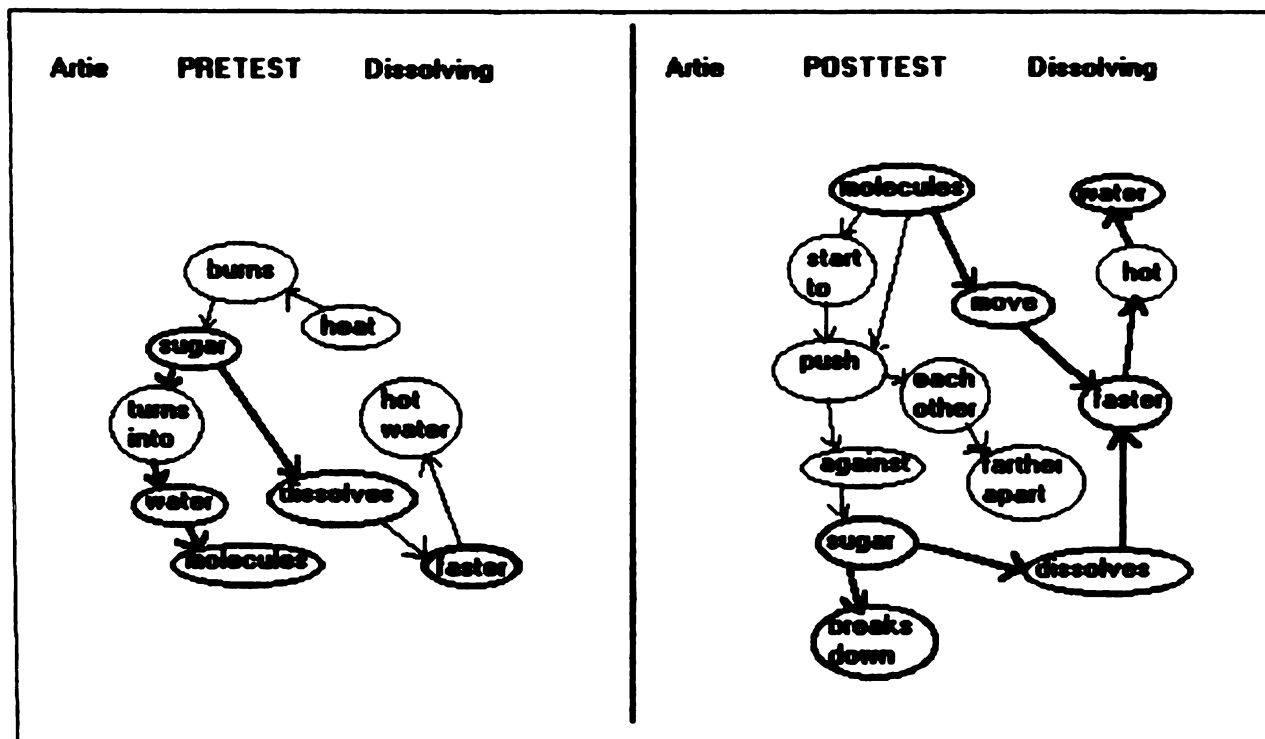 Artie PRETEST Dissolving
burns
heat
sugar
turns
into
hot
water
water
dissolves
molecules
faster
Artie POSTTEST Dissolving
molecules
water
start
to
hot
move
push
each
other
faster
against
farther
apart
sugar
dissolves
breaks
down